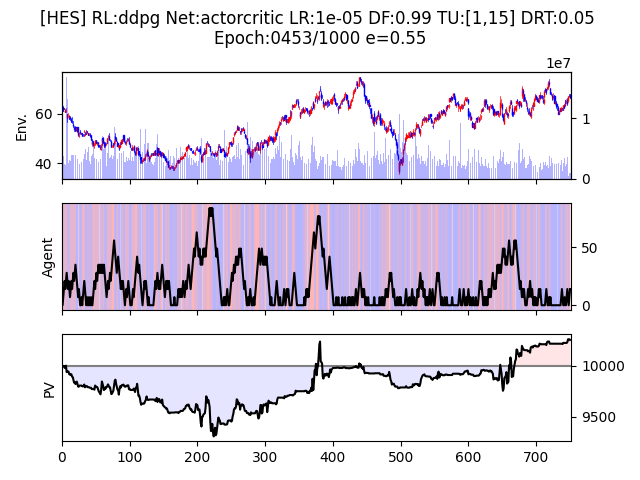 [HES] RL:ddpg Net:actorcritic LR:1e-05 DF:0.99 TU:[1,15] DRT:0.05
Epoch:0453/1000 e=0.55
1e7
Env.
60
40
1
0
Agent
50
0
PV
10000
9500
0 100 200 300 400 500 600 700